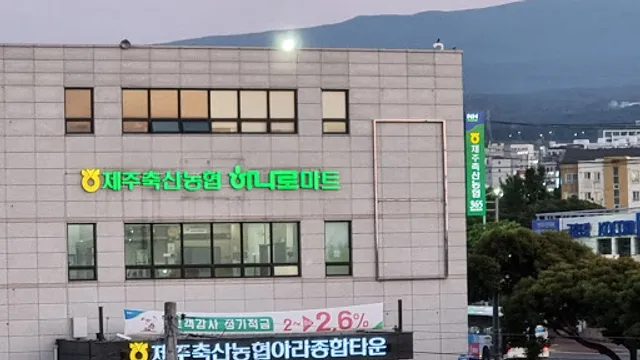 제주축산농협 하나로마트
NH
제주축산농협
365
고객감사 정기적금 2~2.6%
제주축산농협아라종합타운